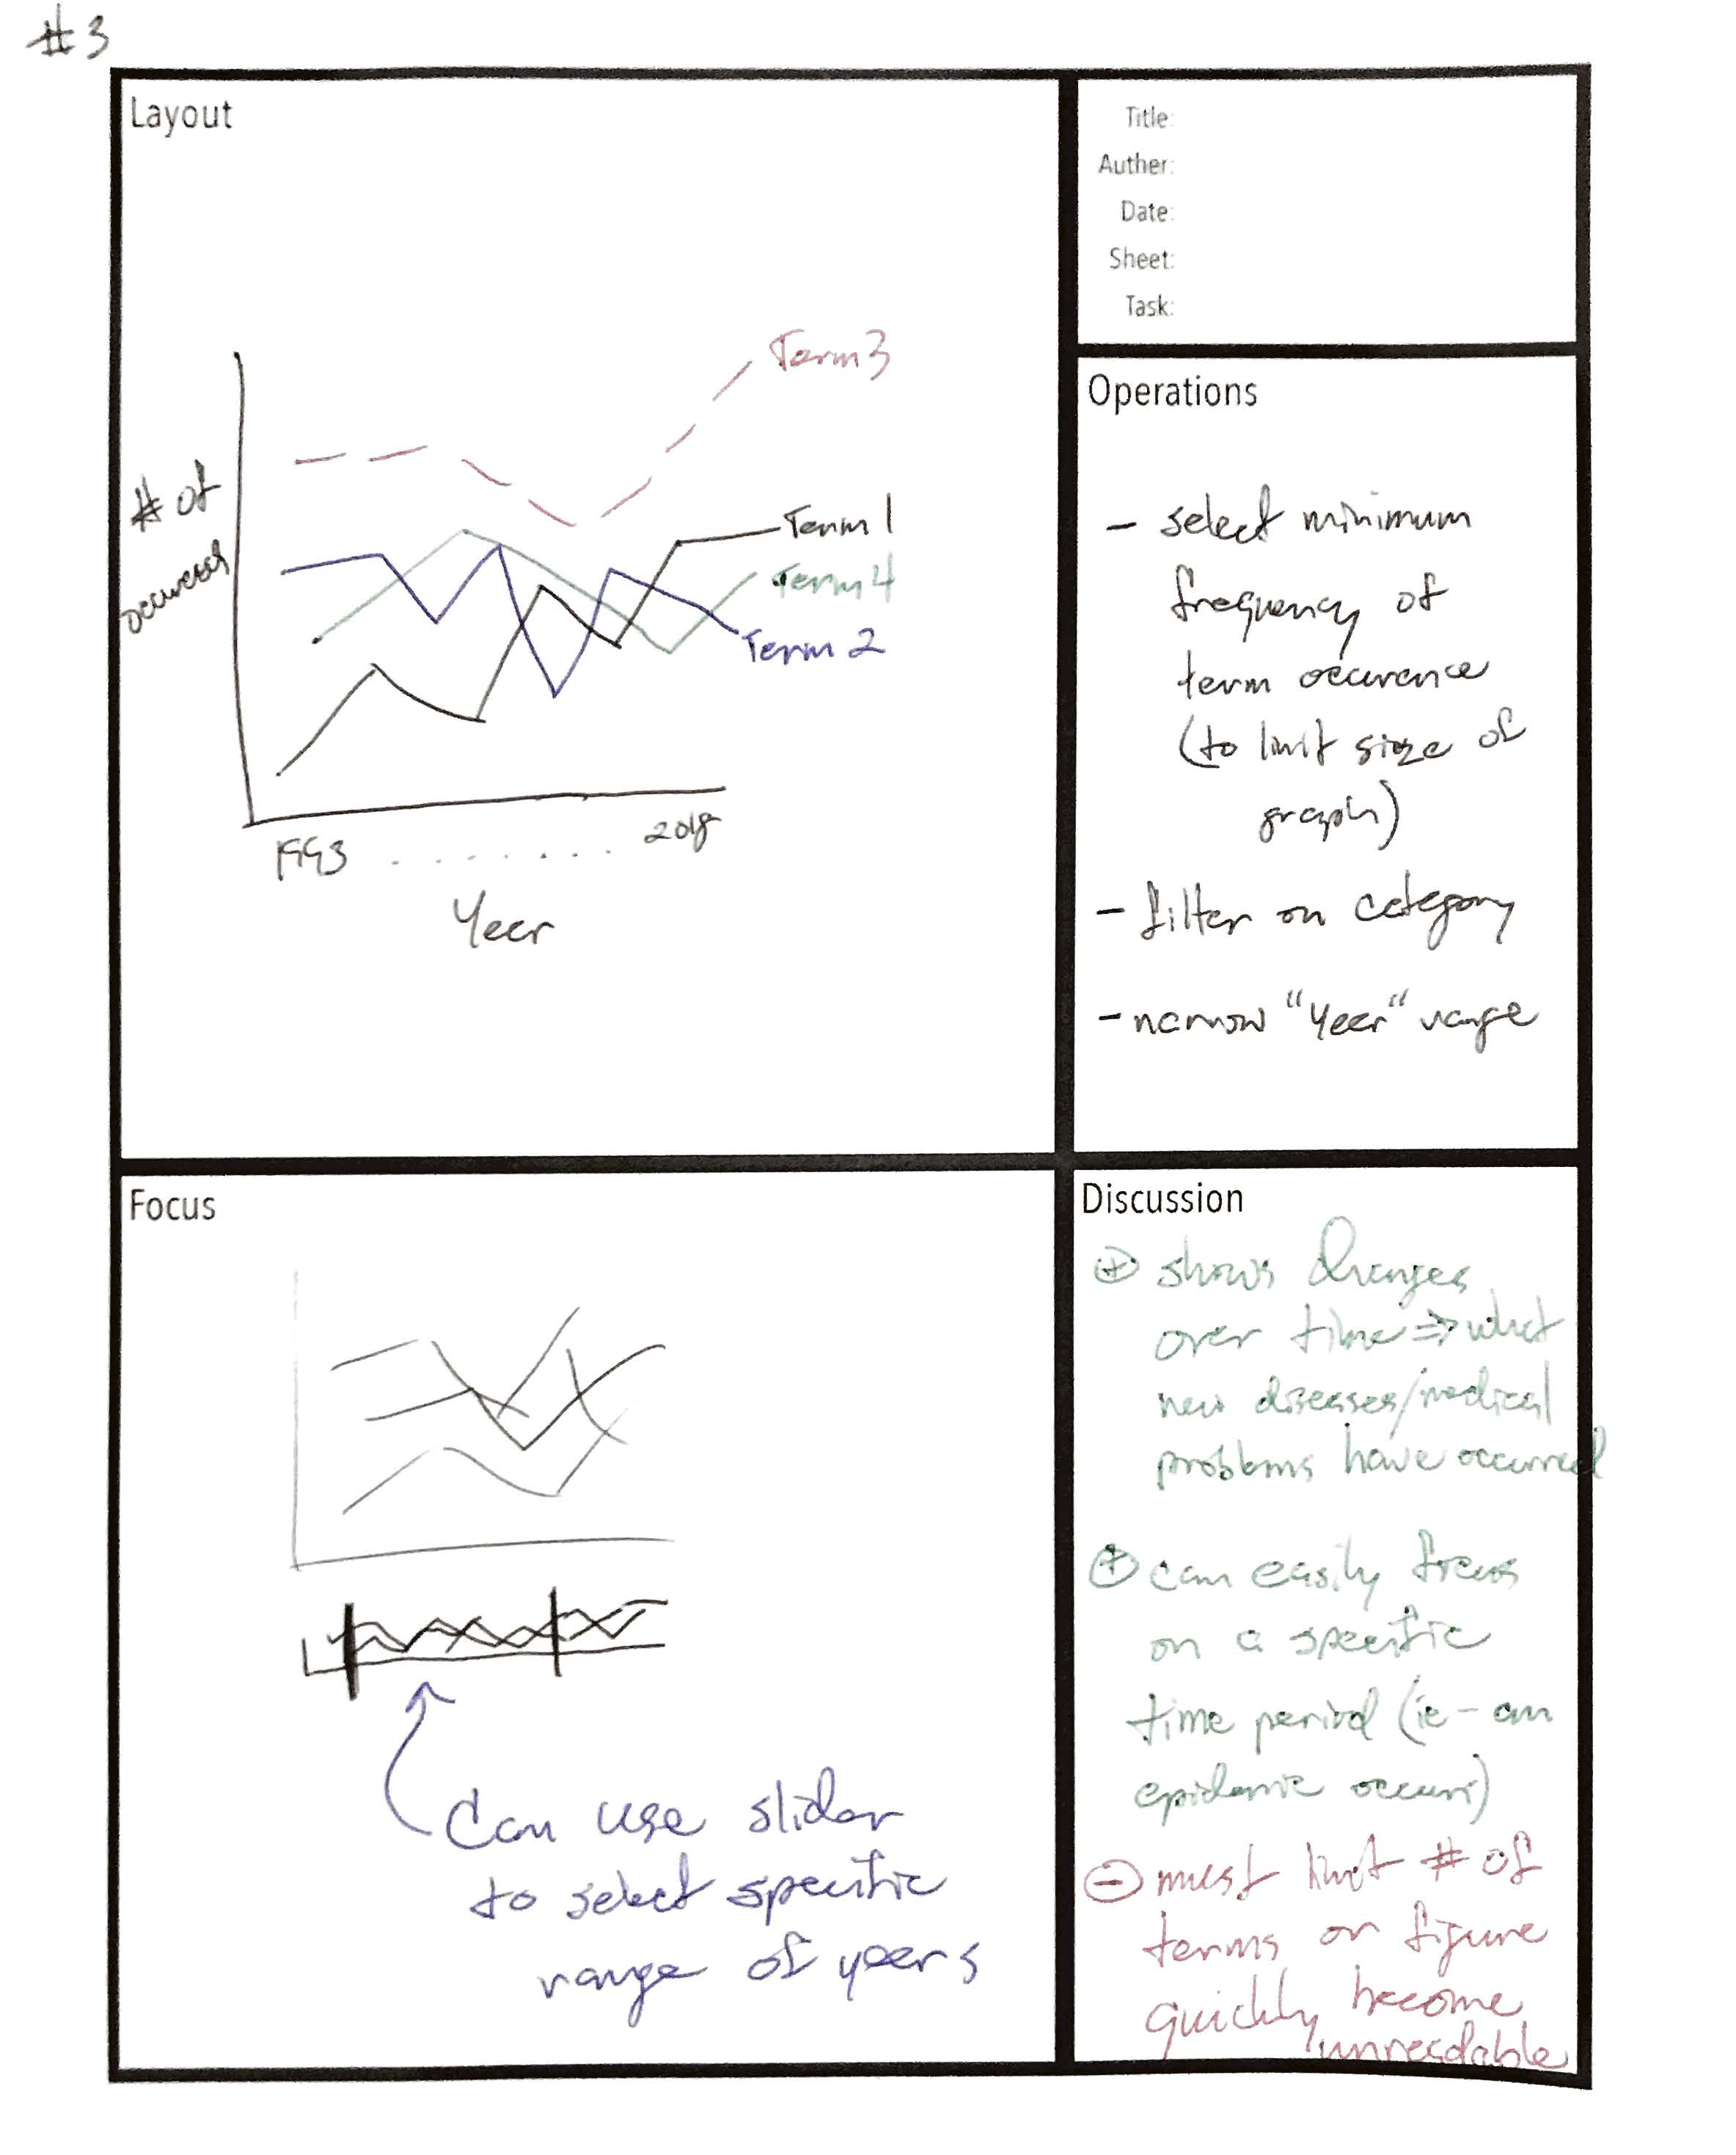 #3
Layout
Term 3
# of
Term 1
Term 4
Term 2
1993 . . . . . . . 2018
Year
Title:
Auther:
Date:
Sheet:
Task:
Operations
- select minimum
frequency of
term occurence
(to limit size of
graph)
- filter on category
- narrow "Year" range
Focus
Can use slider
to select specific
range of years
Discussion
⊕ shows changes
over time ⇒ what
new diseases/medical
problems have occurred
⊕ can easily focus
on a specific
time period (ie - an
epidemic occurs)
⊖ must limit # of
terms or figure
quickly become
unreadable